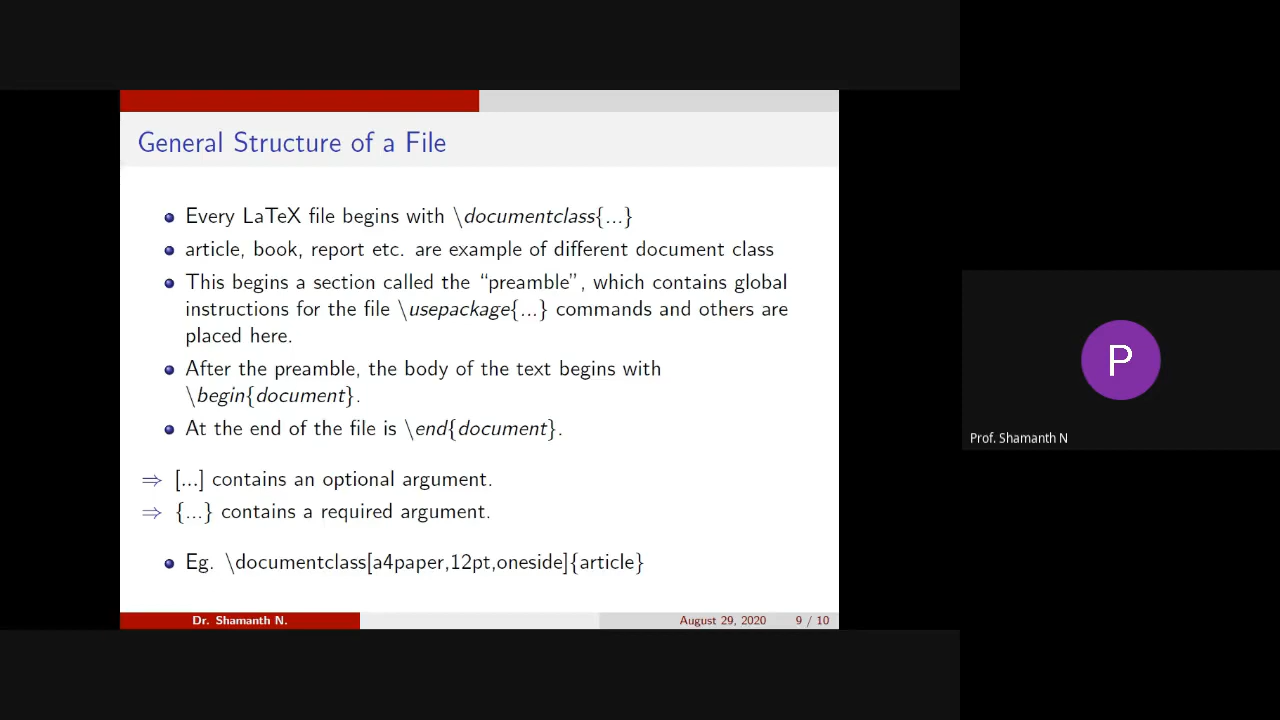 General Structure of a File
Every LaTeX file begins with \documentclass{...}
article, book, report etc. are example of different document class
This begins a section called the “preamble”, which contains global
instructions for the file \usepackage{...} commands and others are
placed here.
After the preamble, the body of the text begins with
\begin{document}.
At the end of the file is \end{document}.
⇒ [...] contains an optional argument.
⇒ {...} contains a required argument.
Eg. \documentclass[a4paper,12pt,oneside]{article}
Dr. Shamanth N. August 29, 2020 9 / 10
P
Prof. Shamanth N